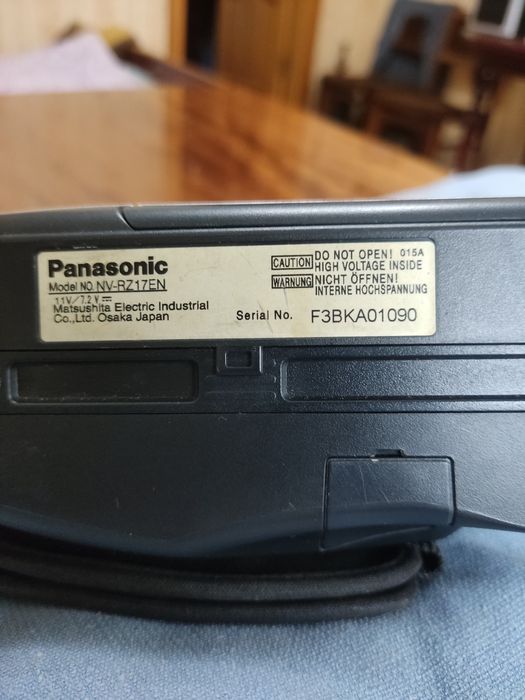 Panasonic
Model NO. NV-RZ17EN
11V/7.2V
Matsushita Electric Industrial
Co.,Ltd. Osaka Japan
CAUTION DO NOT OPEN! 015A
HIGH VOLTAGE INSIDE
WARNUNG NICHT ÖFFNEN!
INTERNE HOCHSPANNUNG
Serial No. F3BKA01090